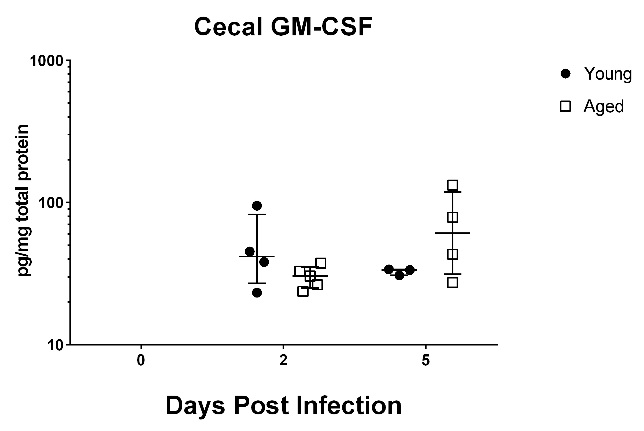 Cecal GM-CSF
1000
Young
Aged
pg/mg total protein
100
10
0 2 5
Days Post Infection